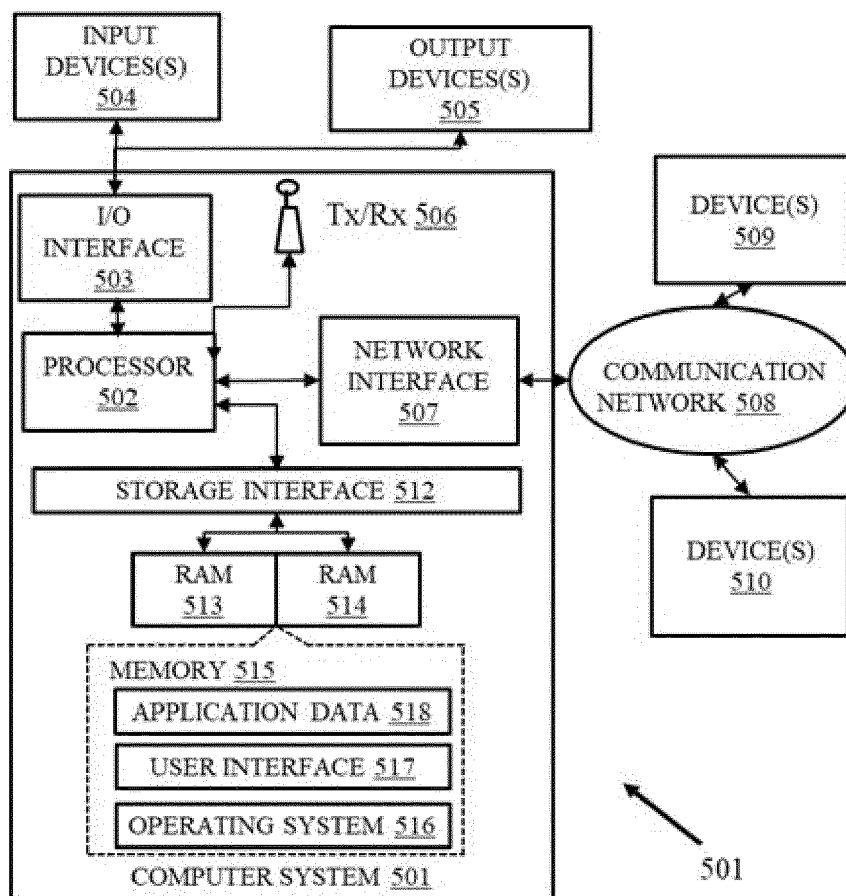 INPUT
DEVICES(S)
504
OUTPUT
DEVICES(S)
505
I/O
INTERFACE
503
Tx/Rx 506
DEVICE(S)
509
PROCESSOR
502
NETWORK
INTERFACE
507
COMMUNICATION
NETWORK 508
STORAGE INTERFACE 512
RAM
513
RAM
514
DEVICE(S)
510
MEMORY 515
APPLICATION DATA 518
USER INTERFACE 517
OPERATING SYSTEM 516
COMPUTER SYSTEM 501
501